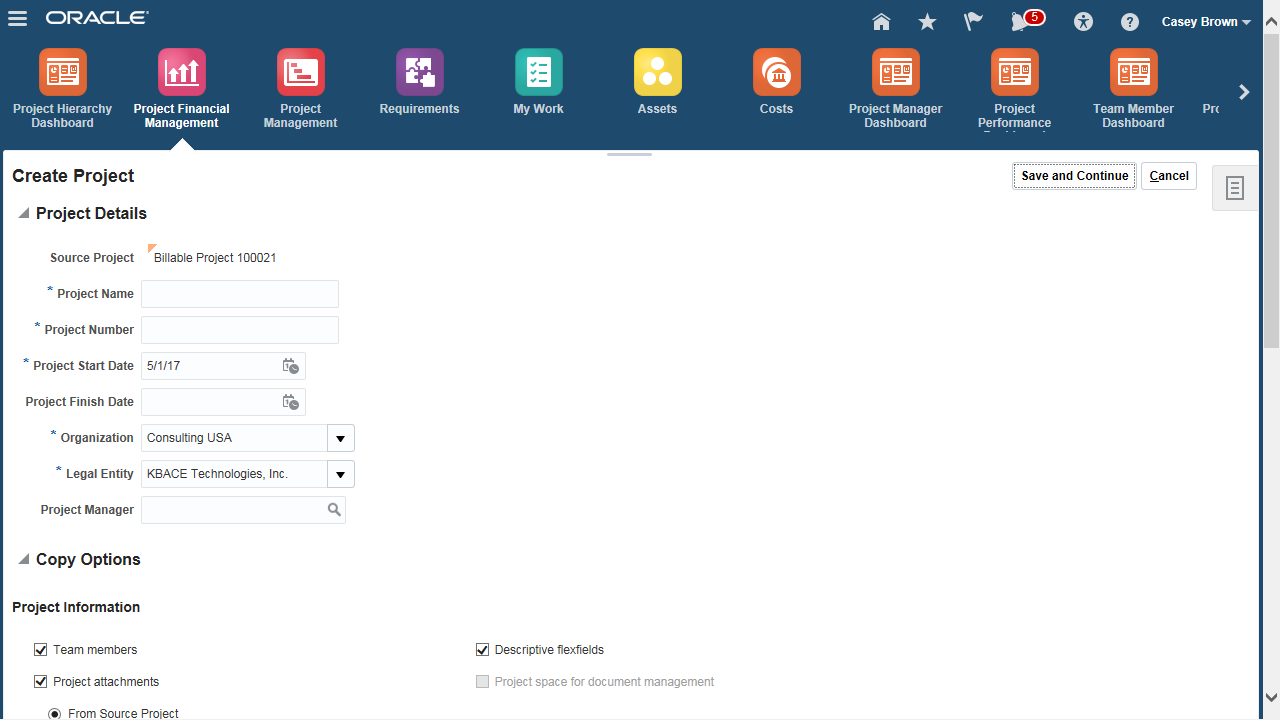 ORACLE
5
Casey Brown
Project Hierarchy Dashboard
Project Financial Management
Project Management
Requirements
My Work
Assets
Costs
Project Manager Dashboard
Project Performance
Team Member Dashboard
Create Project
Save and Continue
Cancel
Project Details
Source Project Billable Project 100021
* Project Name
* Project Number
* Project Start Date 5/1/17
Project Finish Date
* Organization Consulting USA
* Legal Entity KBACE Technologies, Inc.
Project Manager
Copy Options
Project Information
Team members
Descriptive flexfields
Project attachments
Project space for document management
From Source Project